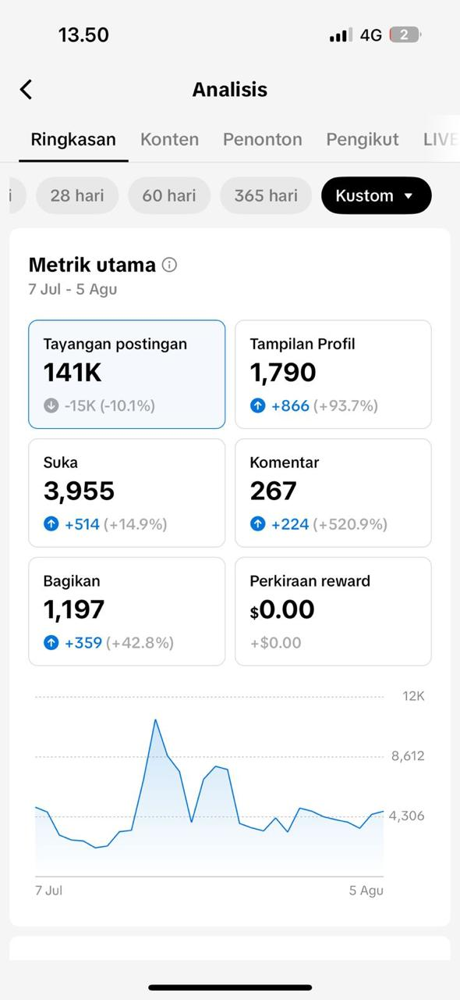 13.50
4G
2
Analisis
Ringkasan Konten Penonton Pengikut LIVE
i 28 hari 60 hari 365 hari Kustom
Metrik utama
7 Jul - 5 Agu
Tayangan postingan
141K
-15K (-10.1%)
Tampilan Profil
1,790
+866 (+93.7%)
Suka
3,955
+514 (+14.9%)
Komentar
267
+224 (+520.9%)
Bagikan
1,197
+359 (+42.8%)
Perkiraan reward
$0.00
+$0.00
12K
8,612
4,306
7 Jul 5 Agu